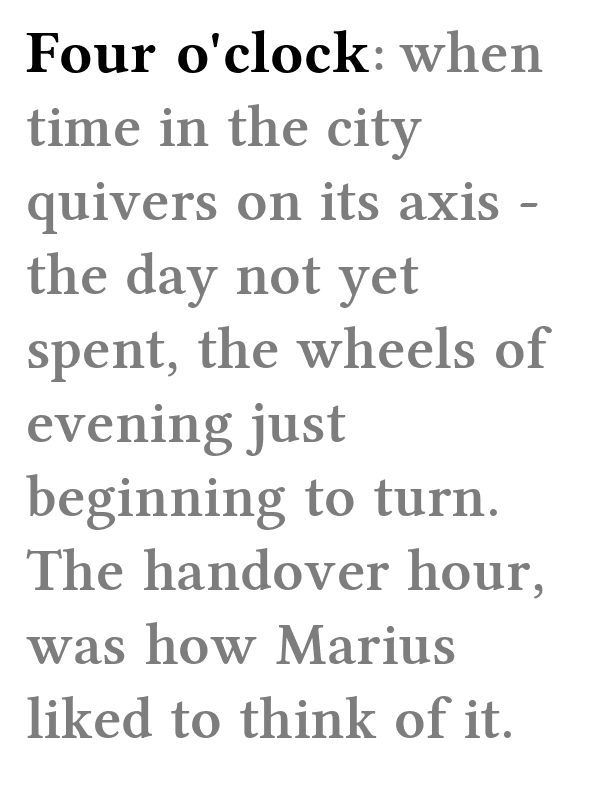 Four o'clock: when
time in the city
quivers on its axis -
the day not yet
spent, the wheels of
evening just
beginning to turn.
The handover hour,
was how Marius
liked to think of it.